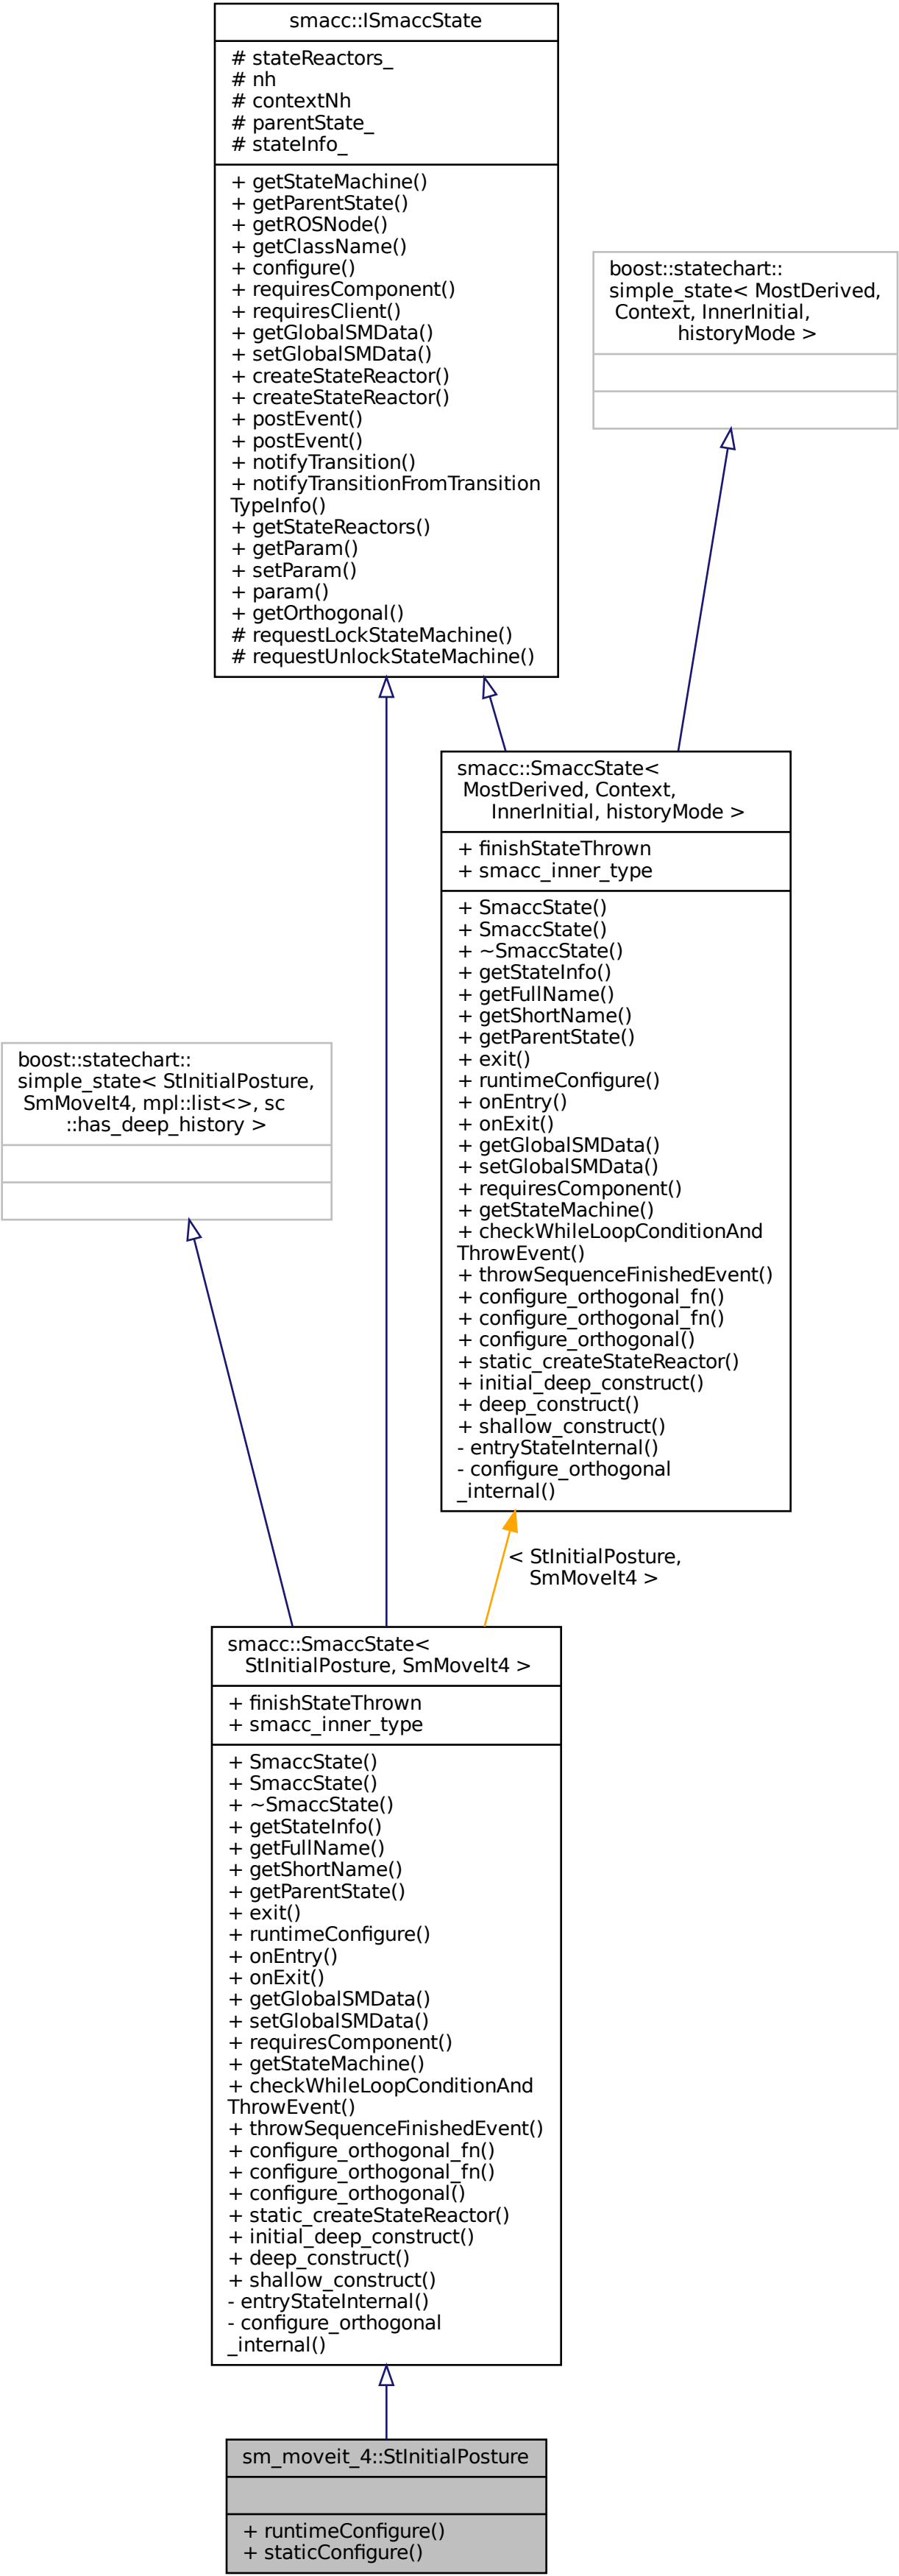 smacc::ISmaccState
# stateReactors_
# nh
# contextNh
# parentState_
# stateInfo_
+ getStateMachine()
+ getParentState()
+ getROSNode()
+ getClassName()
+ configure()
+ requiresComponent()
+ requiresClient()
+ getGlobalSMData()
+ setGlobalSMData()
+ createStateReactor()
+ createStateReactor()
+ postEvent()
+ postEvent()
+ notifyTransition()
+ notifyTransitionFromTransition
TypeInfo()
+ getStateReactors()
+ getParam()
+ setParam()
+ param()
+ getOrthogonal()
# requestLockStateMachine()
# requestUnlockStateMachine()
boost::statechart::
simple_state< MostDerived,
Context, InnerInitial,
historyMode >
smacc::SmaccState<
MostDerived, Context,
InnerInitial, historyMode >
+ finishStateThrown
+ smacc_inner_type
+ SmaccState()
+ SmaccState()
+ ~SmaccState()
+ getStateInfo()
+ getFullName()
+ getShortName()
+ getParentState()
+ exit()
+ runtimeConfigure()
+ onEntry()
+ onExit()
+ getGlobalSMData()
+ setGlobalSMData()
+ requiresComponent()
+ getStateMachine()
+ checkWhileLoopConditionAnd
ThrowEvent()
+ throwSequenceFinishedEvent()
+ configure_orthogonal_fn()
+ configure_orthogonal_fn()
+ configure_orthogonal()
+ static_createStateReactor()
+ initial_deep_construct()
+ deep_construct()
+ shallow_construct()
- entryStateInternal()
- configure_orthogonal
_internal()
boost::statechart::
simple_state< StInitialPosture,
SmMoveIt4, mpl::list<>, sc
::has_deep_history >
< StInitialPosture,
SmMoveIt4 >
smacc::SmaccState<
StInitialPosture, SmMoveIt4 >
+ finishStateThrown
+ smacc_inner_type
+ SmaccState()
+ SmaccState()
+ ~SmaccState()
+ getStateInfo()
+ getFullName()
+ getShortName()
+ getParentState()
+ exit()
+ runtimeConfigure()
+ onEntry()
+ onExit()
+ getGlobalSMData()
+ setGlobalSMData()
+ requiresComponent()
+ getStateMachine()
+ checkWhileLoopConditionAnd
ThrowEvent()
+ throwSequenceFinishedEvent()
+ configure_orthogonal_fn()
+ configure_orthogonal_fn()
+ configure_orthogonal()
+ static_createStateReactor()
+ initial_deep_construct()
+ deep_construct()
+ shallow_construct()
- entryStateInternal()
- configure_orthogonal
_internal()
sm_moveit_4::StInitialPosture
+ runtimeConfigure()
+ staticConfigure()